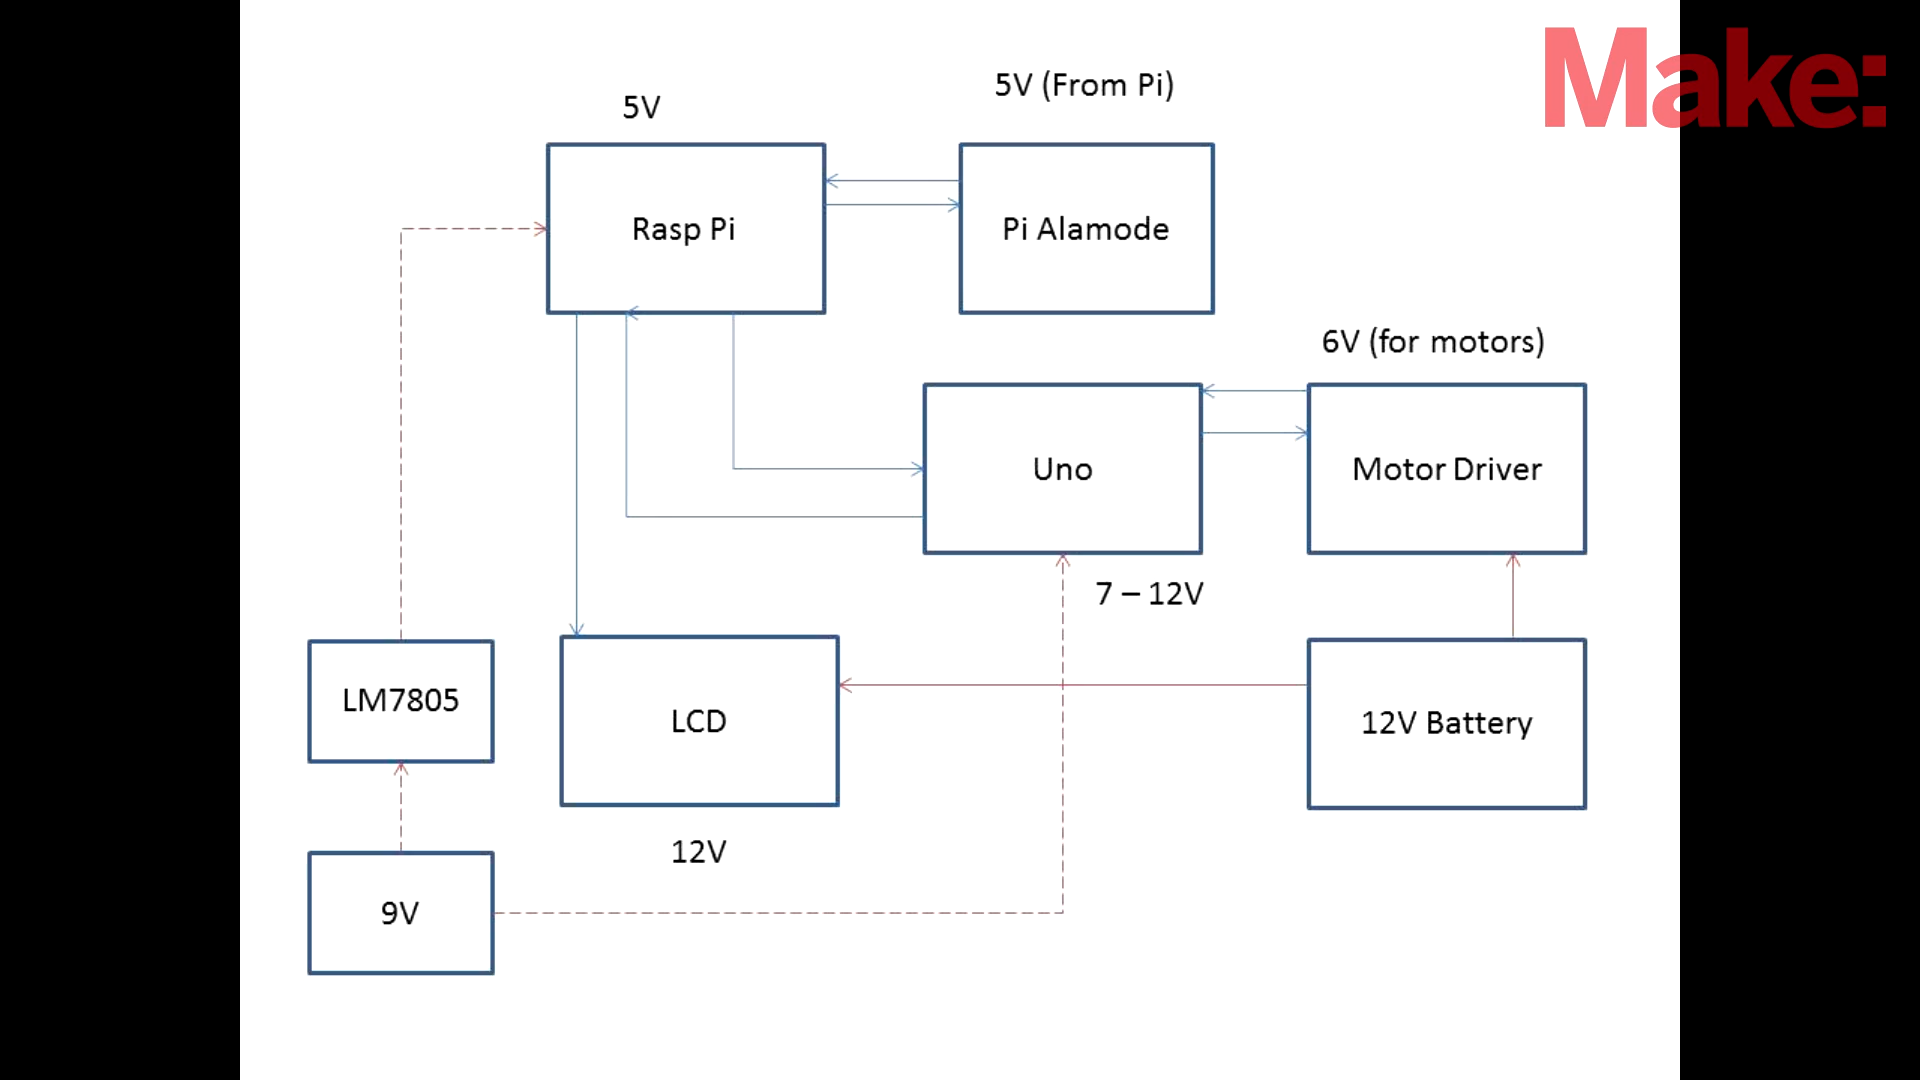 Make:
5V (From Pi)
5V
Rasp Pi
Pi Alamode
6V (for motors)
Uno
Motor Driver
7 – 12V
LM7805
LCD
12V Battery
12V
9V